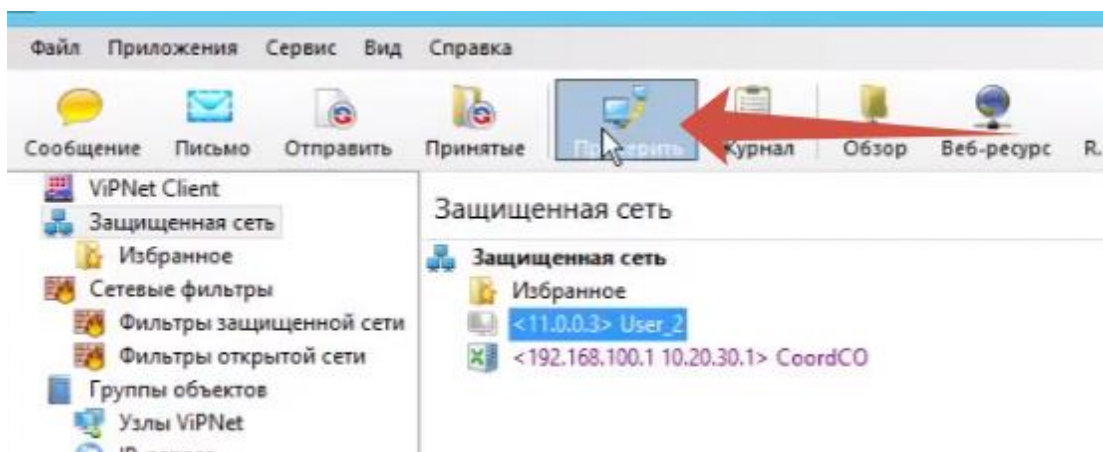 Файл Приложения Сервис Вид Справка
Сообщение Письмо Отправить Принятые Проверить Журнал Обзор Веб-ресурс R.
ViPNet Client
Защищенная сеть
Избранное
Сетевые фильтры
Фильтры защищенной сети
Фильтры открытой сети
Группы объектов
Узлы ViPNet
Защищенная сеть
Защищенная сеть
Избранное
<11.0.0.3> User_2
<192.168.100.1 10.20.30.1> CoordCO